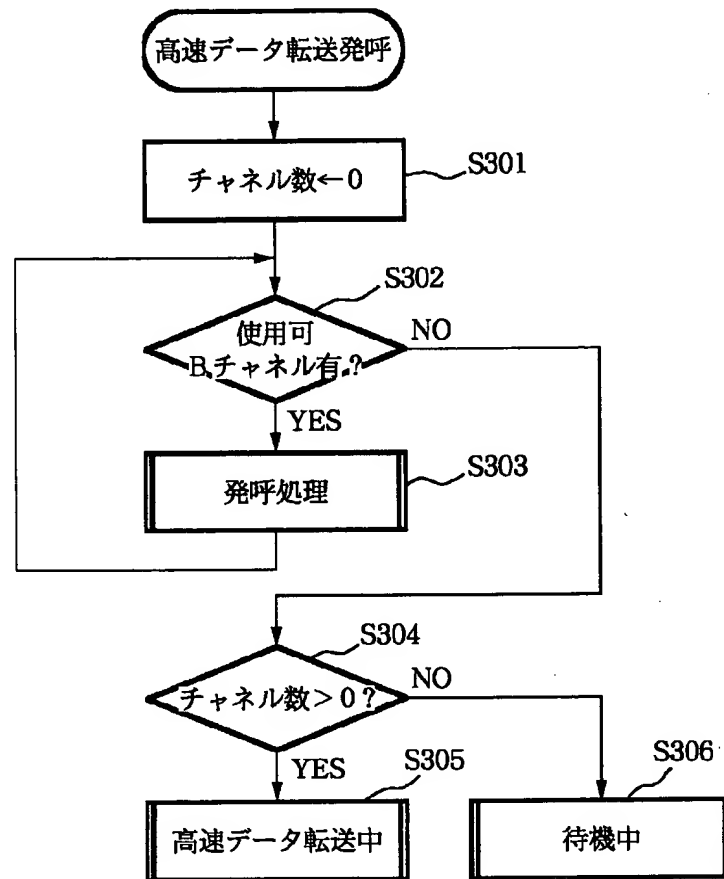 高速データ転送発呼
チャネル数←0
S301
S302
使用可
Bチャネル有?
NO
YES
発呼処理
S303
S304
チャネル数>0?
NO
YES
S305
高速データ転送中
S306
待機中